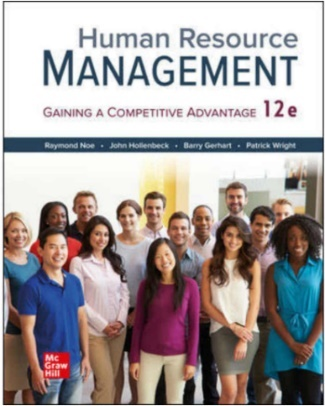 Human Resource
MANAGEMENT
GAINING A COMPETITIVE ADVANTAGE 12e
Raymond Noe • John Hollenbeck • Barry Gerhart • Patrick Wright
Mc
Graw
Hill